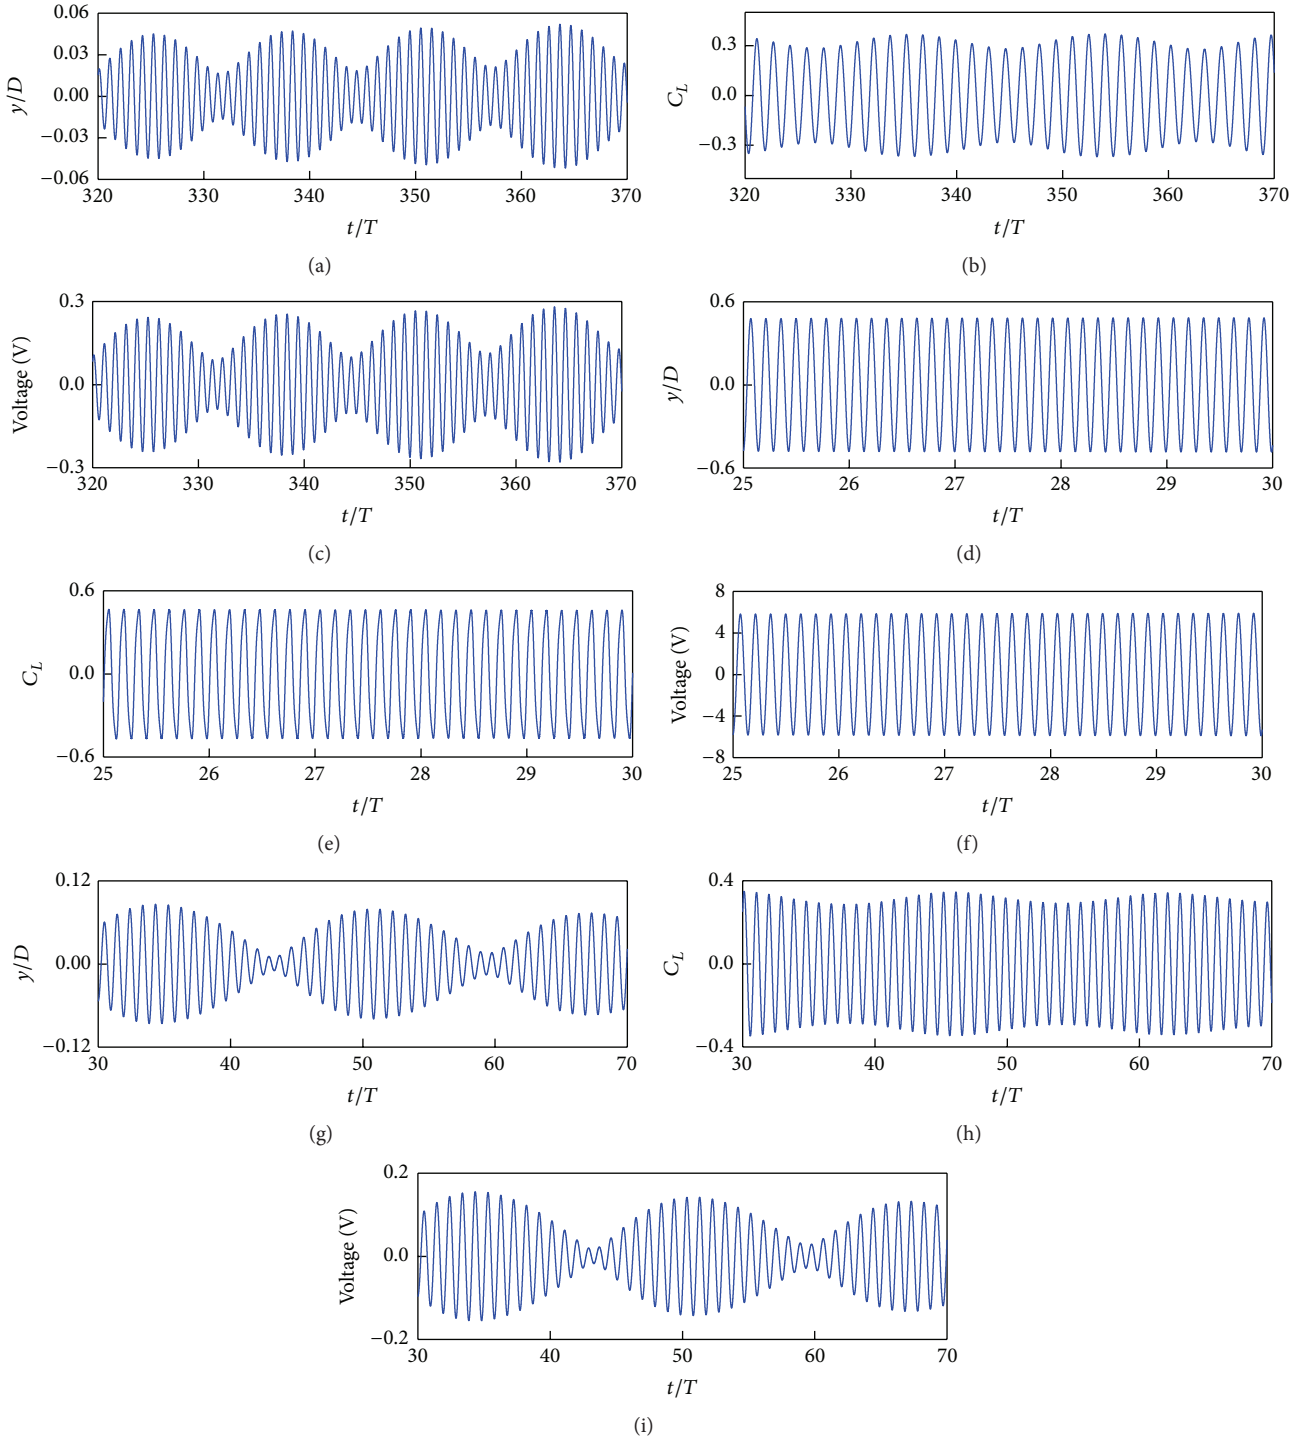 0.06
0.03
0.00
−0.03
−0.06
y/D
320 330 340 350 360 370
t/T
(a)
0.3
0.0
−0.3
C_L
320 330 340 350 360 370
t/T
(b)
0.3
0.0
−0.3
Voltage (V)
320 330 340 350 360 370
t/T
(c)
0.6
0.0
−0.6
y/D
25 26 27 28 29 30
t/T
(d)
0.6
0.0
−0.6
C_L
25 26 27 28 29 30
t/T
(e)
8
4
0
−4
−8
Voltage (V)
25 26 27 28 29 30
t/T
(f)
0.12
0.00
−0.12
y/D
30 40 50 60 70
t/T
(g)
0.4
0.0
−0.4
C_L
30 40 50 60 70
t/T
(h)
0.2
0.0
−0.2
Voltage (V)
30 40 50 60 70
t/T
(i)